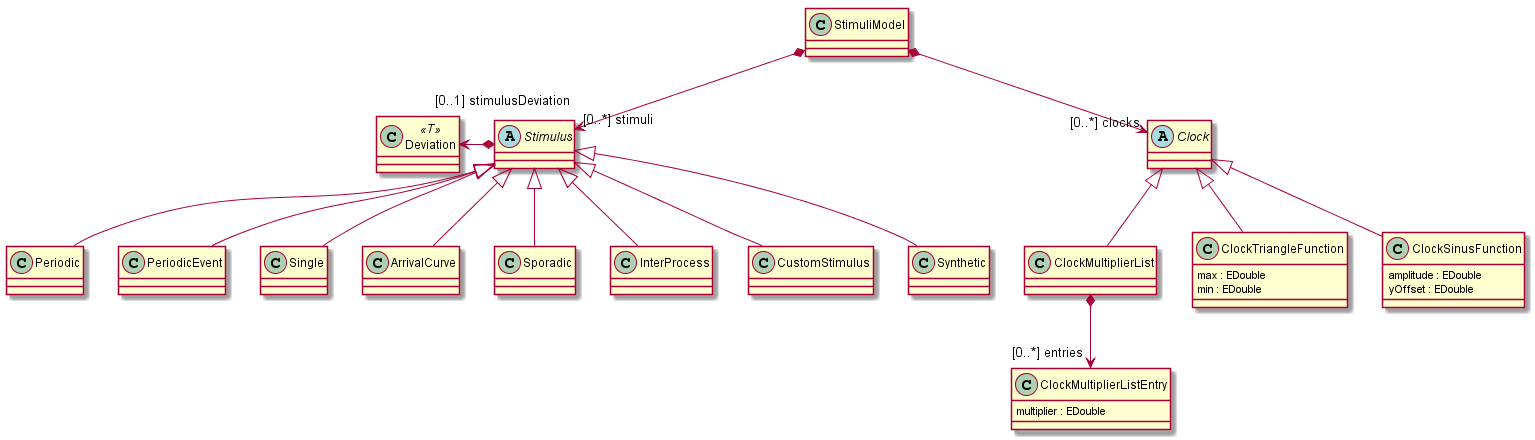 C StimuliModel
[0..1] stimulusDeviation
[0..*] stimuli
[0..*] clocks
C «T»
Deviation
A Stimulus
A Clock
C Periodic
C PeriodicEvent
C Single
C ArrivalCurve
C Sporadic
C InterProcess
C CustomStimulus
C Synthetic
C ClockMultiplierList
C ClockTriangleFunction
max : EDouble
min : EDouble
C ClockSinusFunction
amplitude : EDouble
yOffset : EDouble
[0..*] entries
C ClockMultiplierListEntry
multiplier : EDouble